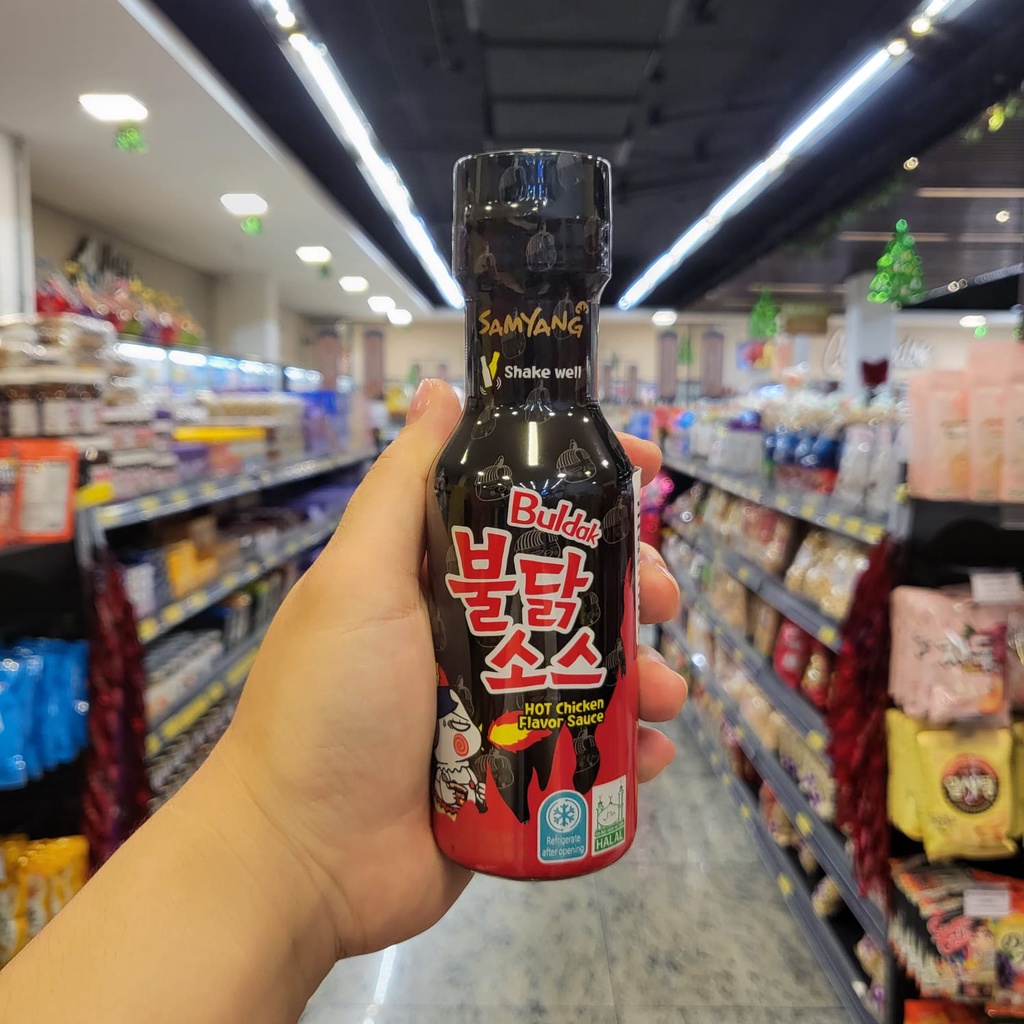 SAMYANG
Shake well
Buldak
불닭
소스
HOT Chicken
Flavor Sauce
Refrigerate
after opening
HALAL